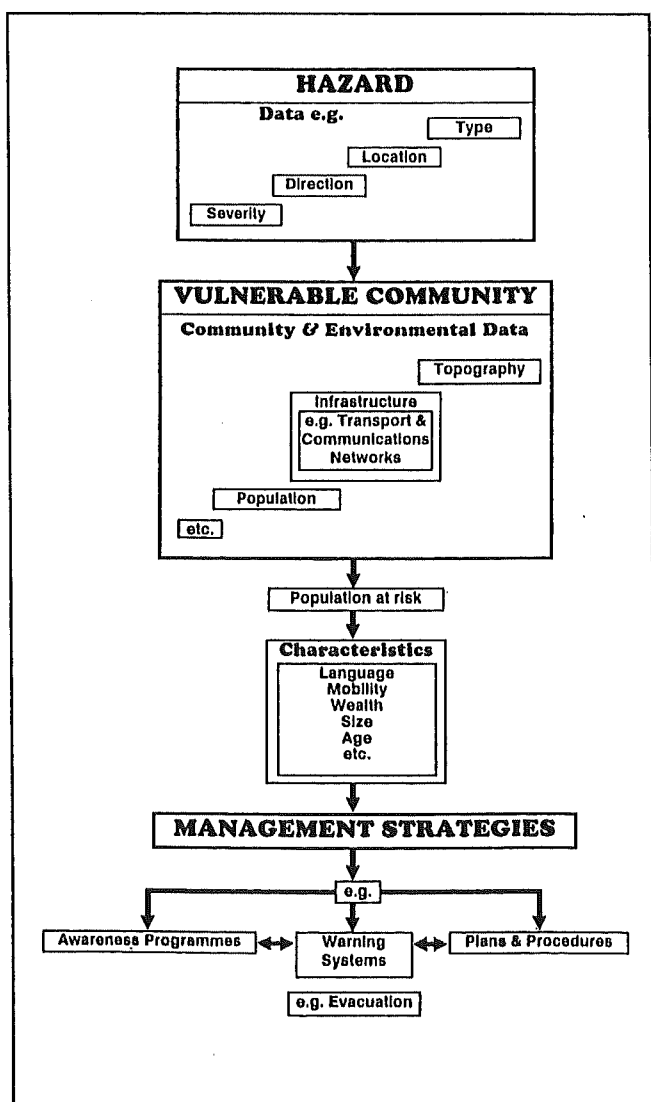 HAZARD
Data e.g.
Type
Location
Direction
Severity
VULNERABLE COMMUNITY
Community & Environmental Data
Topography
Infrastructure
e.g. Transport &
Communications
Networks
Population
etc.
Population at risk
Characteristics
Language
Mobility
Wealth
Size
Age
etc.
MANAGEMENT STRATEGIES
e.g.
Awareness Programmes
Warning
Systems
Plans & Procedures
e.g. Evacuation